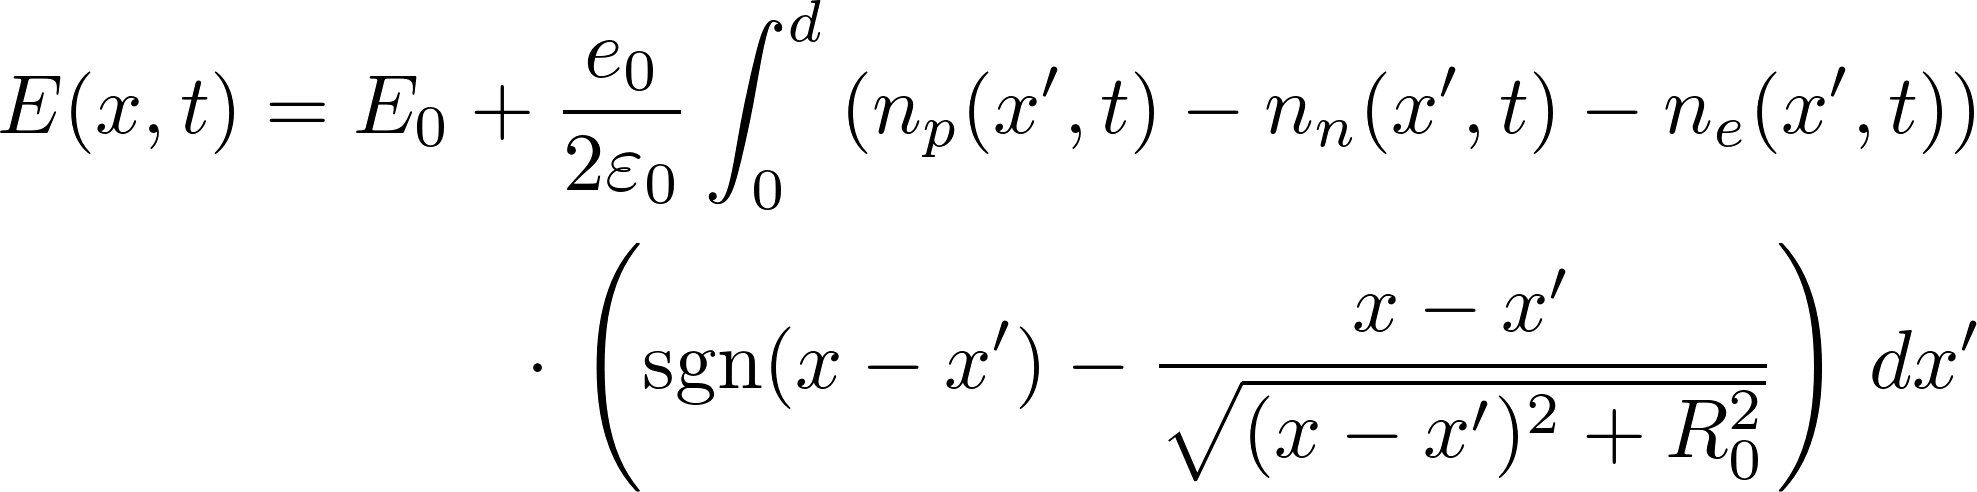 E(x, t) = E_0 + \frac{e_0}{2\varepsilon_0} \int_0^d (n_p(x', t) - n_n(x', t) - n_e(x', t))
\cdot \left( \text{sgn}(x - x') - \frac{x - x'}{\sqrt{(x - x')^2 + R_0^2}} \right) dx'